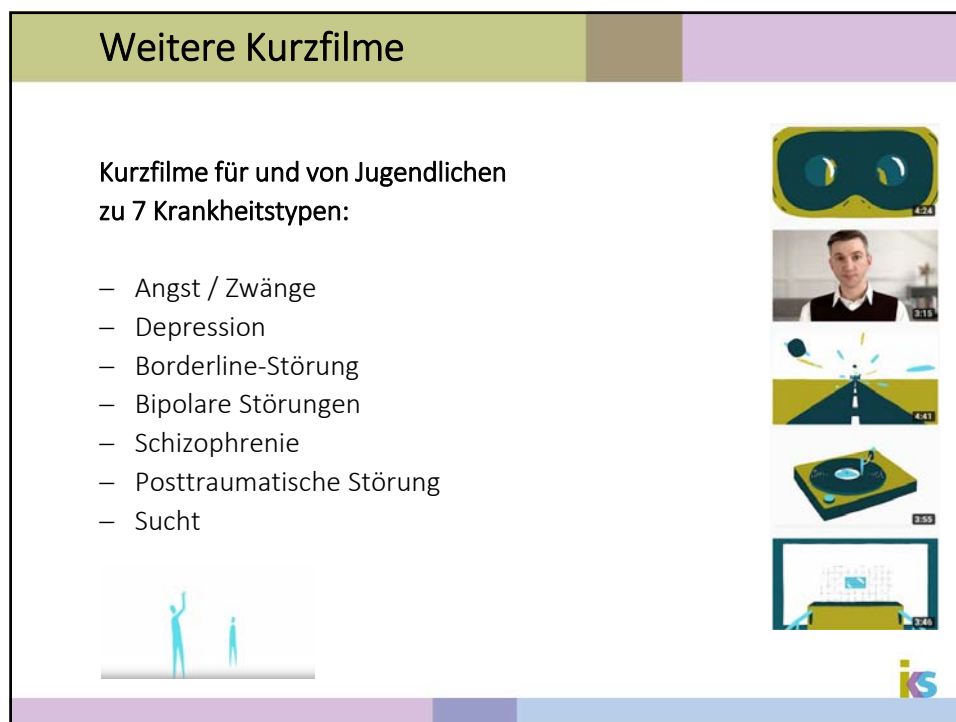 Weitere Kurzfilme
Kurzfilme für und von Jugendlichen
zu 7 Krankheitstypen:
– Angst / Zwänge
– Depression
– Borderline-Störung
– Bipolare Störungen
– Schizophrenie
– Posttraumatische Störung
– Sucht
4:24
3:15
4:41
3:55
3:46
iks